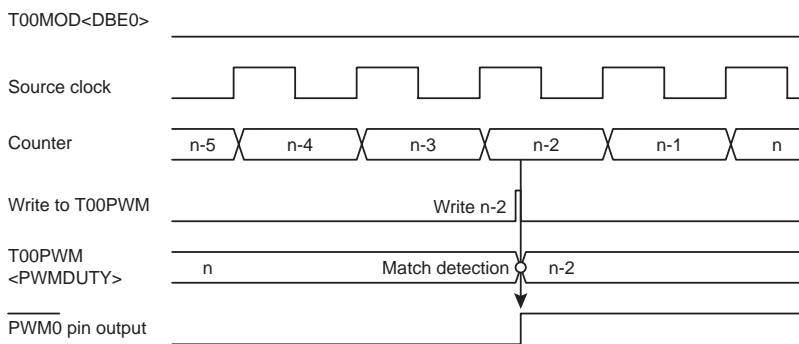 T00MOD<DBE0>
Source clock
Counter n-5 n-4 n-3 n-2 n-1 n
Write to T00PWM Write n-2
T00PWM
<PWMDUTY> n Match detection n-2
PWM0 pin output